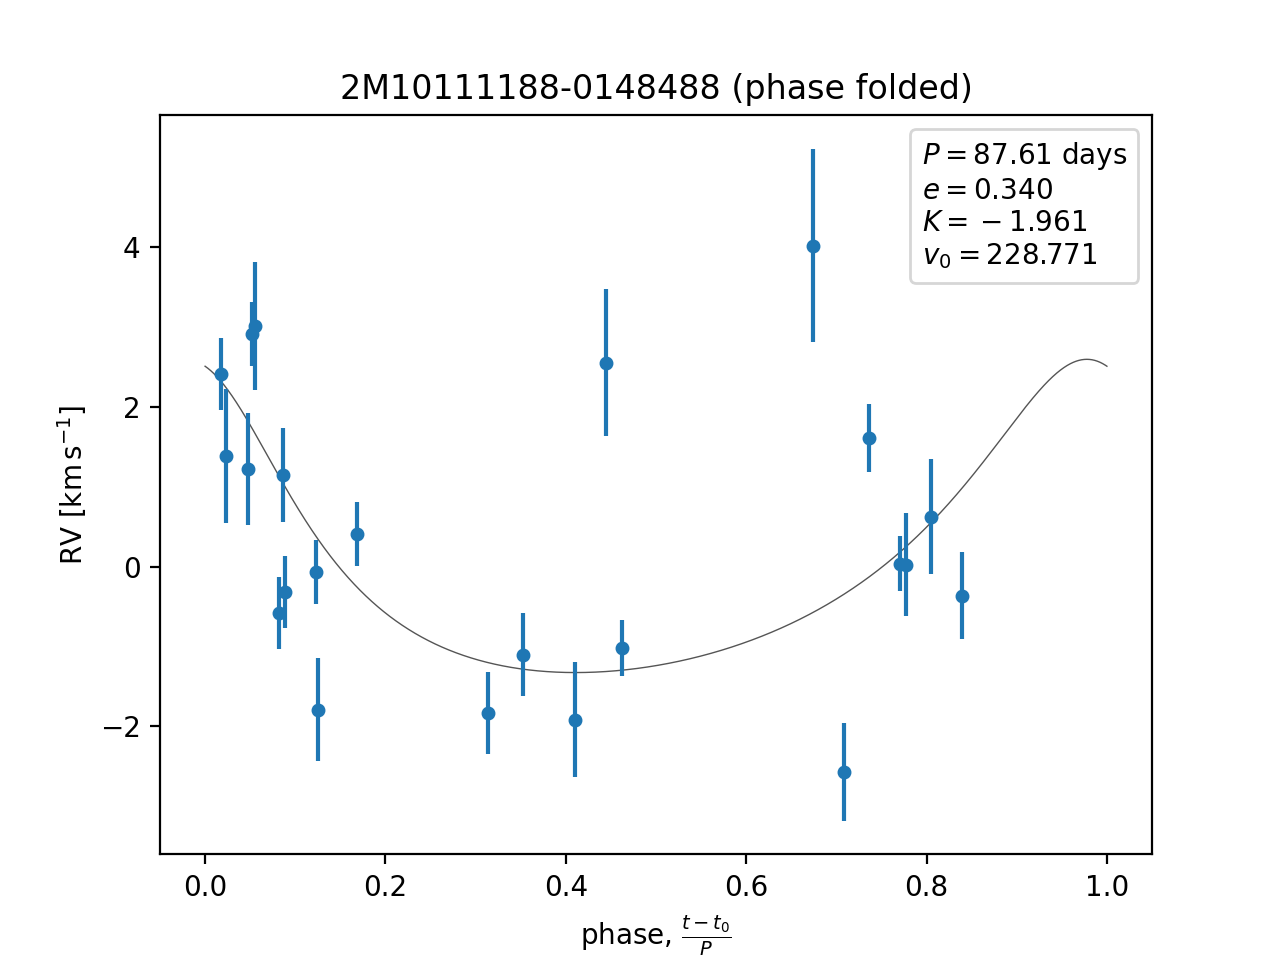 2M10111188-0148488 (phase folded)
P = 87.61 days
e = 0.340
K = −1.961
v₀ = 228.771
RV [km s⁻¹]
4
2
0
−2
0.0 0.2 0.4 0.6 0.8 1.0
phase, (t − t₀)/P